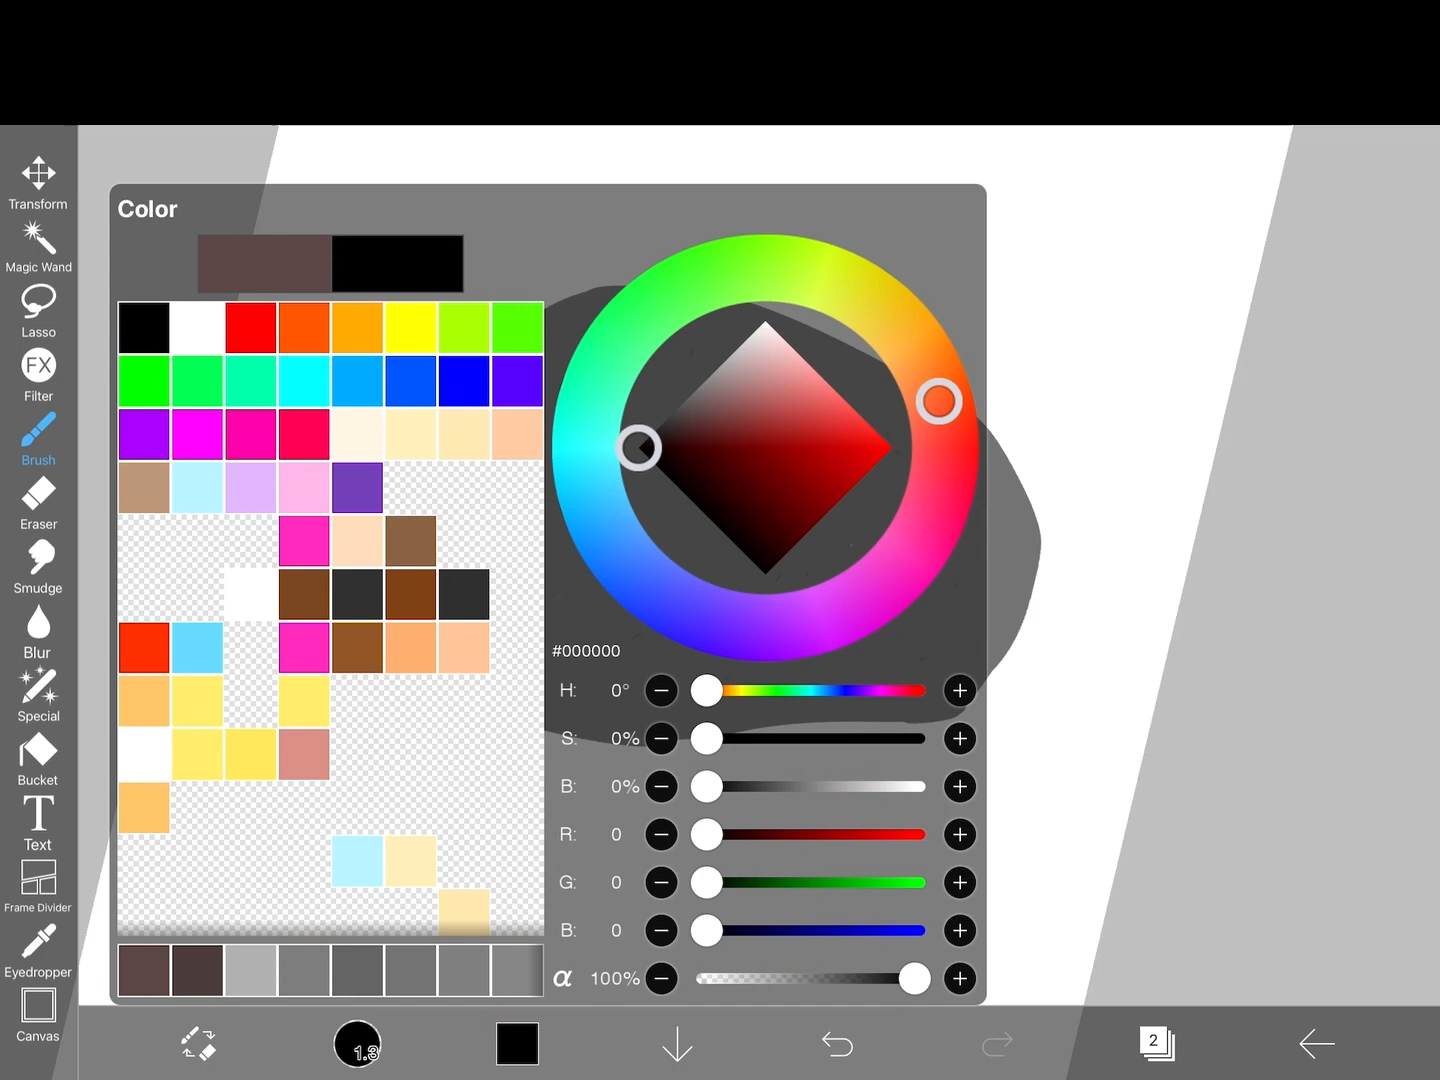 Color
Transform
Magic Wand
Lasso
FX
Filter
Brush
Eraser
Smudge
Blur
Special
Bucket
T
Text
Frame Divider
Eyedropper
Canvas
#000000
H: 0°
S: 0%
B: 0%
R: 0
G: 0
B: 0
α 100%
1.3
2